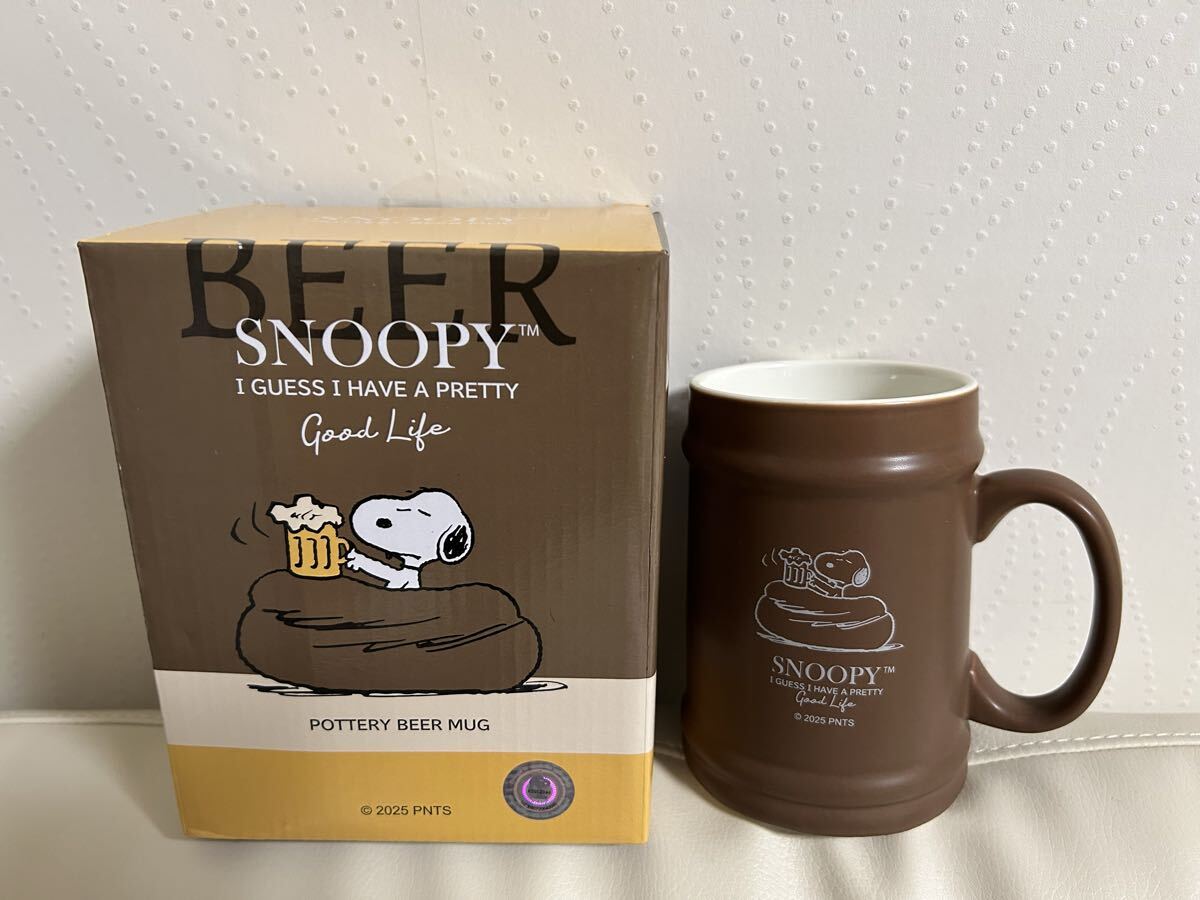 BEER
SNOOPY™
I GUESS I HAVE A PRETTY
Good Life
POTTERY BEER MUG
© 2025 PNTS
SNOOPY™
I GUESS I HAVE A PRETTY
Good Life
© 2025 PNTS